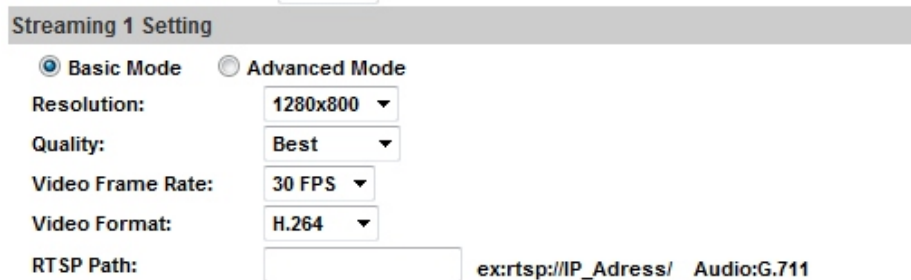 Streaming 1 Setting
Basic Mode Advanced Mode
Resolution: 1280x800
Quality: Best
Video Frame Rate: 30 FPS
Video Format: H.264
RTSP Path: ex:rtsp://IP_Adress/ Audio:G.711